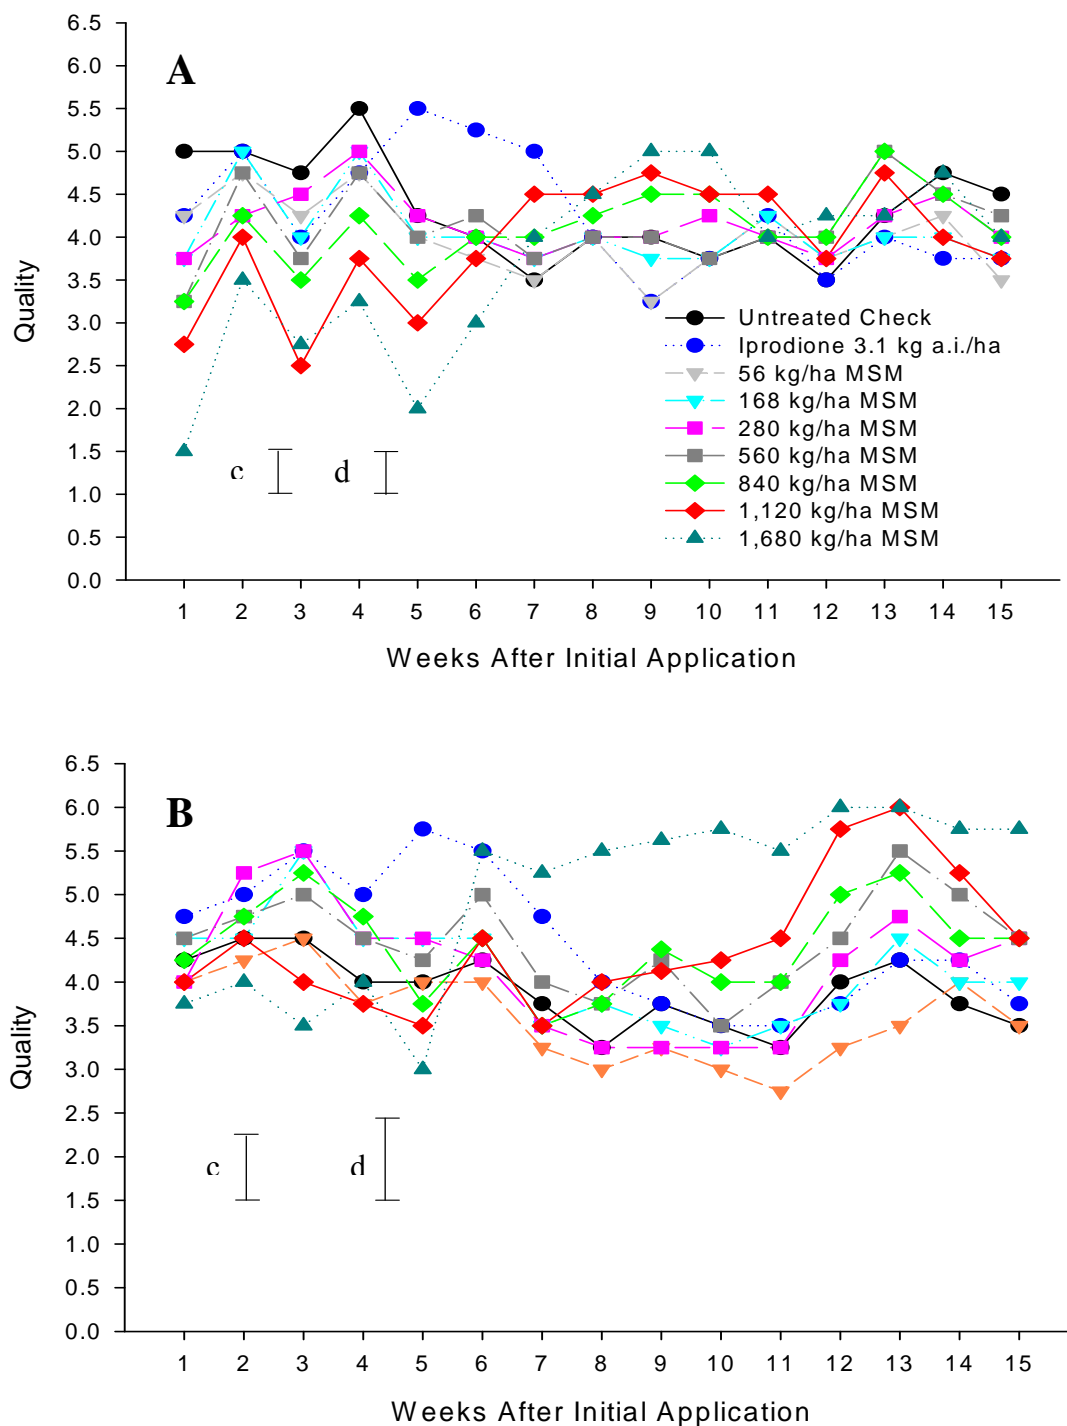 A
6.5
6.0
5.5
5.0
4.5
4.0
3.5
3.0
2.5
2.0
1.5
1.0
0.5
0.0
Quality
Untreated Check
Iprodione 3.1 kg a.i./ha
56 kg/ha MSM
168 kg/ha MSM
280 kg/ha MSM
560 kg/ha MSM
840 kg/ha MSM
1,120 kg/ha MSM
1,680 kg/ha MSM
c d
1 2 3 4 5 6 7 8 9 10 11 12 13 14 15
Weeks After Initial Application
B
6.5
6.0
5.5
5.0
4.5
4.0
3.5
3.0
2.5
2.0
1.5
1.0
0.5
0.0
Quality
c d
1 2 3 4 5 6 7 8 9 10 11 12 13 14 15
Weeks After Initial Application